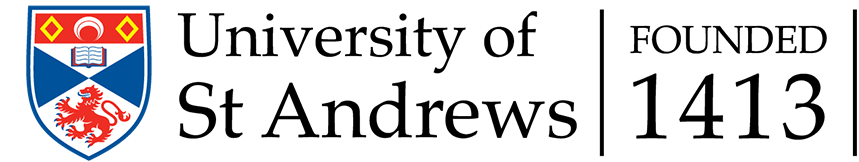 University of
St Andrews
FOUNDED
1413